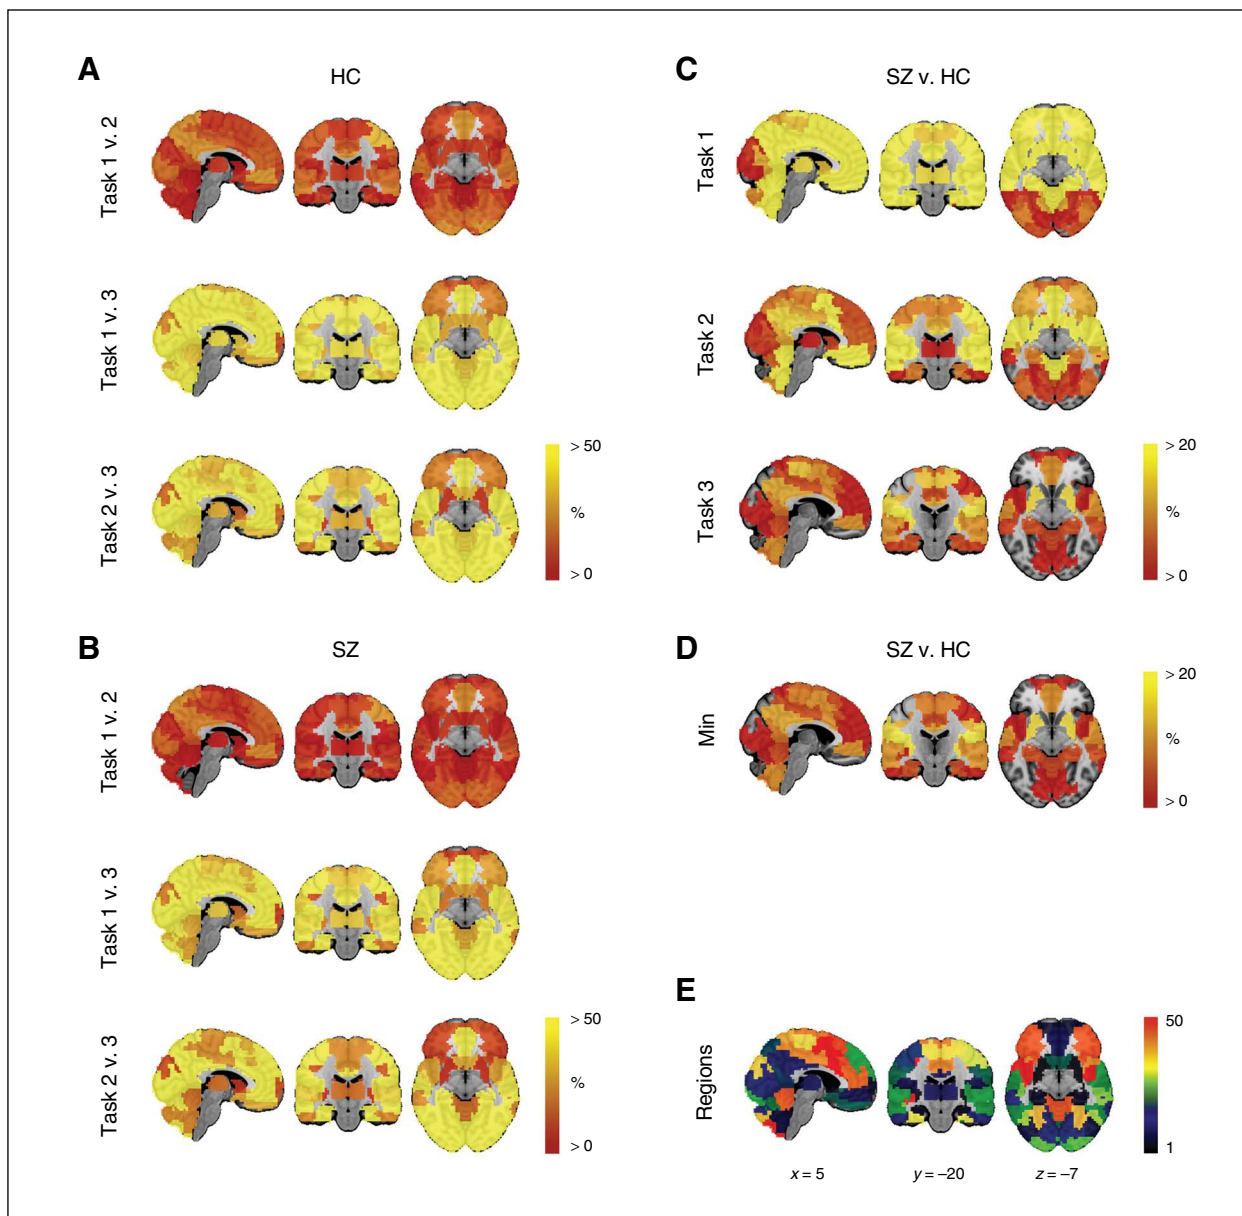 A
HC
Task 1 v. 2
Task 1 v. 3
Task 2 v. 3
> 50
%
> 0
B
SZ
Task 1 v. 2
Task 1 v. 3
Task 2 v. 3
> 50
%
> 0
C
SZ v. HC
Task 1
Task 2
Task 3
> 20
%
> 0
D
SZ v. HC
Min
> 20
%
> 0
E
Regions
50
1
x = 5
y = –20
z = –7